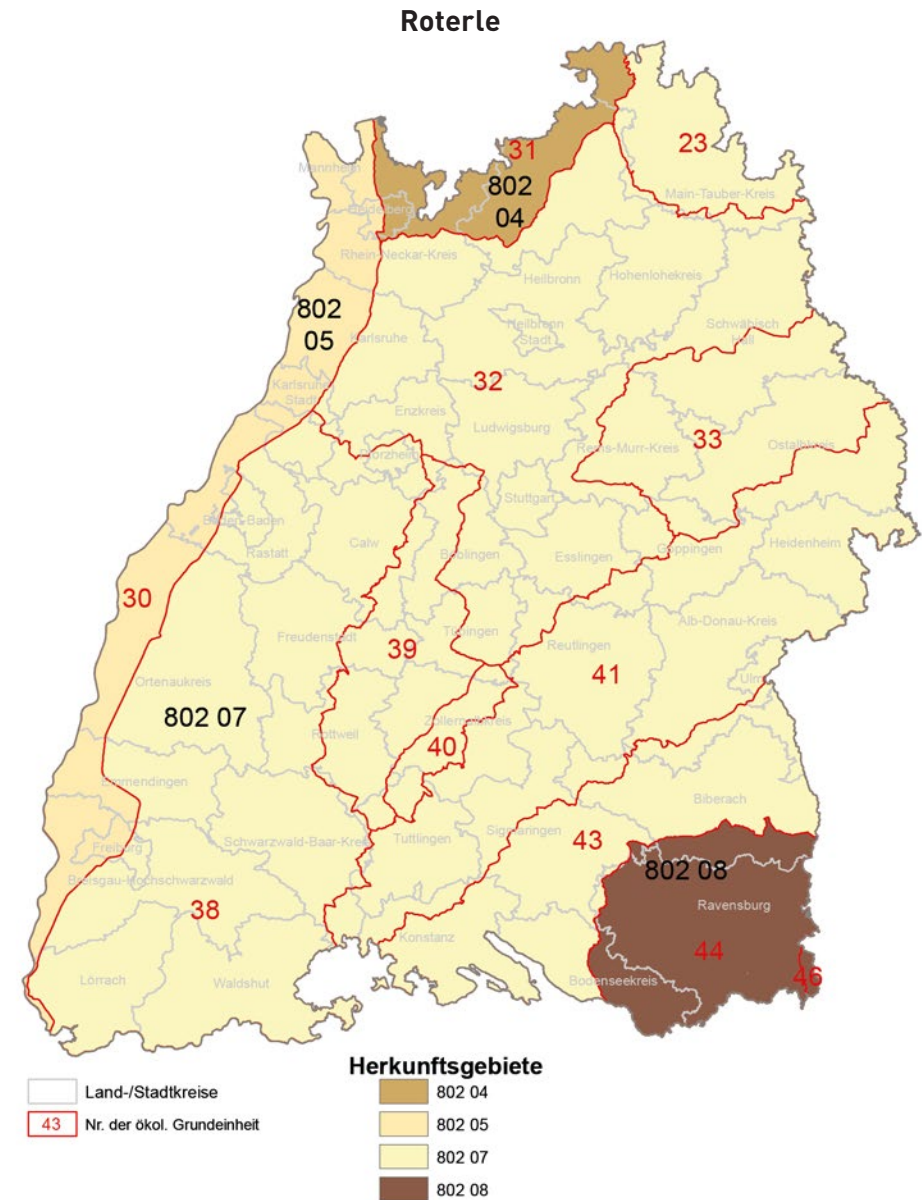 Roterle
31
23
802
04
Mannheim
Main-Tauber-Kreis
Heidelberg
Rhein-Neckar-Kreis
Heilbronn
Hohenlohekreis
802
05
Karlsruhe
Heilbronn
Stadt
Schwäbisch
Hall
32
Karlsruhe
Stadt
Enzkreis
Ludwigsburg
Rems-Murr-Kreis
33
Ostalbkreis
Pforzheim
Stuttgart
Baden-Baden
Rastatt
Calw
Böblingen
Esslingen
Göppingen
Heidenheim
30
Freudenstadt
39
Tübingen
Reutlingen
Alb-Donau-Kreis
Ortenaukreis
41
Ulm
802 07
Rottweil
Zollernalbkreis
40
Emmendingen
Biberach
Freiburg
Schwarzwald-Baar-Kreis
Tuttlingen
Sigmaringen
43
802 08
Breisgau-Hochschwarzwald
Ravensburg
38
Konstanz
44
Lörrach
Waldshut
Bodenseekreis
46
Herkunftsgebiete
Land-/Stadtkreise
802 04
43 Nr. der ökol. Grundeinheit
802 05
802 07
802 08